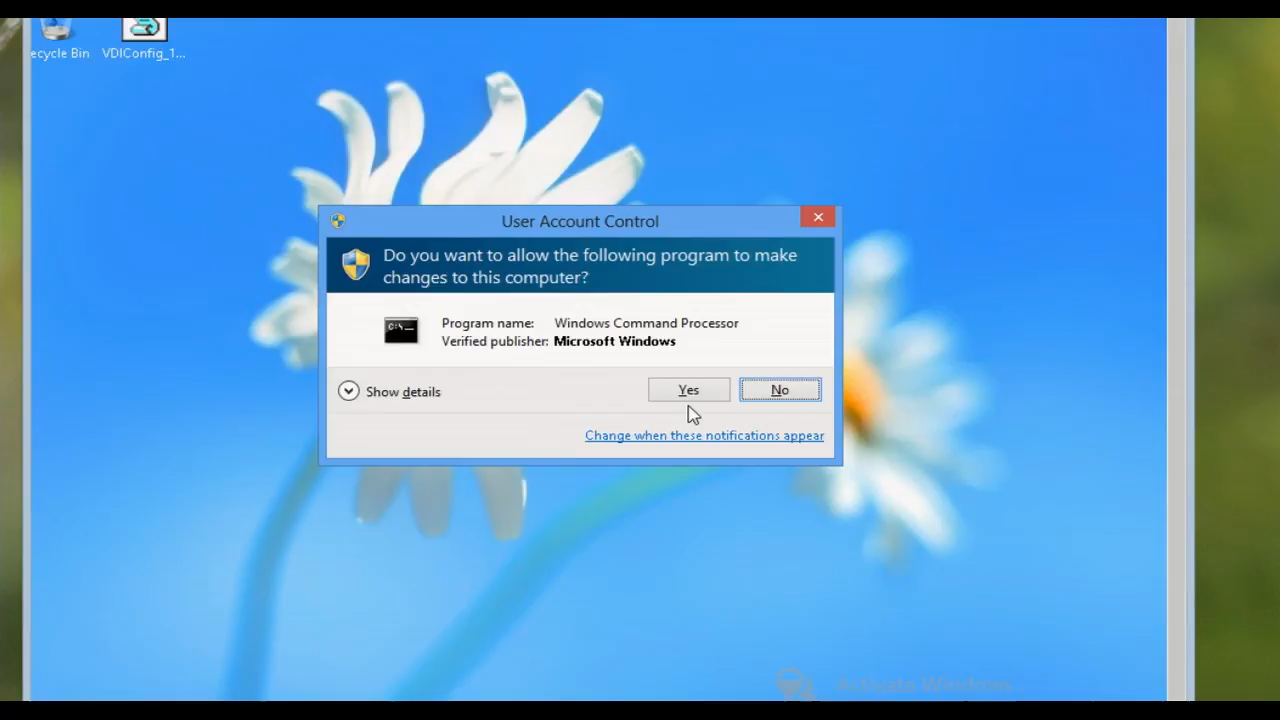 ecycle Bin
VDIConfig_1...
User Account Control
Do you want to allow the following program to make
changes to this computer?
C:\_
Program name: Windows Command Processor
Verified publisher: Microsoft Windows
Show details
Yes
No
Change when these notifications appear
Activate Windows